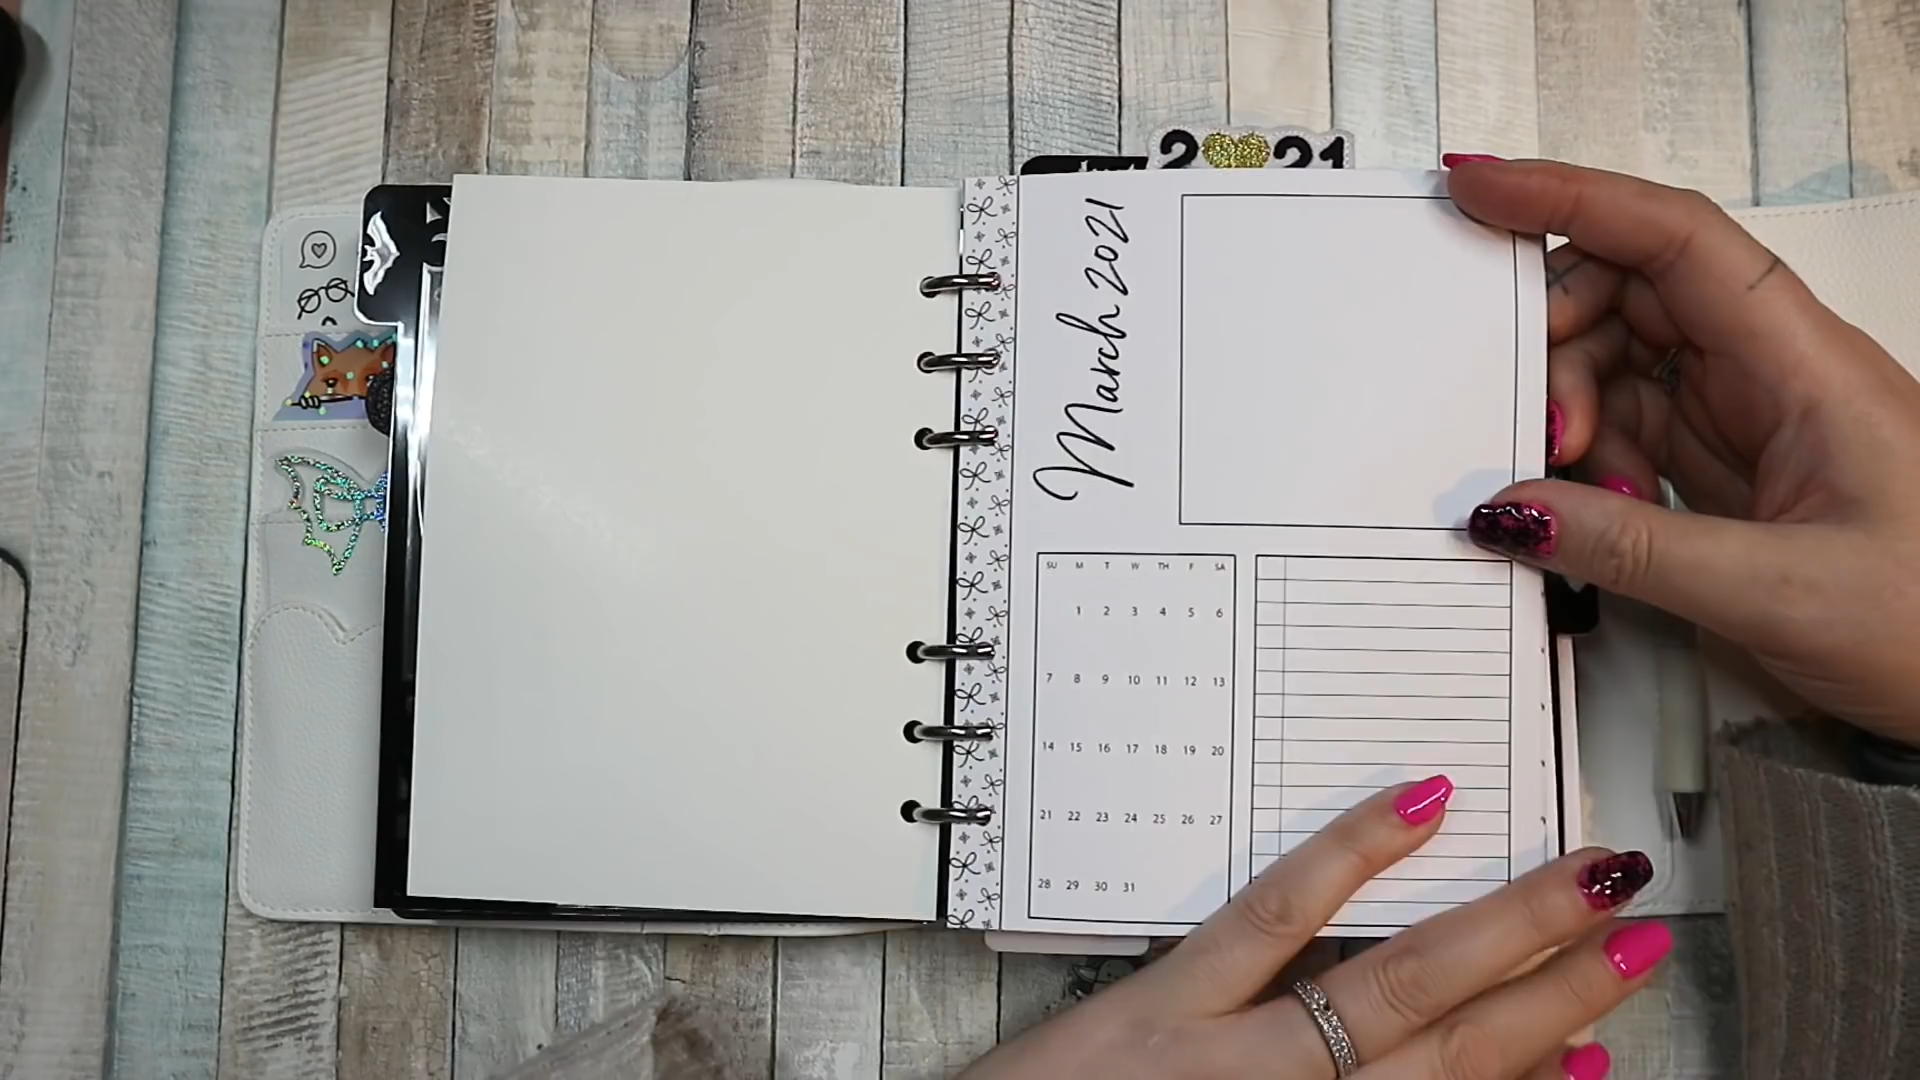 2021
March 2021
SU M T W TH F SA
1 2 3 4 5 6
7 8 9 10 11 12 13
14 15 16 17 18 19 20
21 22 23 24 25 26 27
28 29 30 31